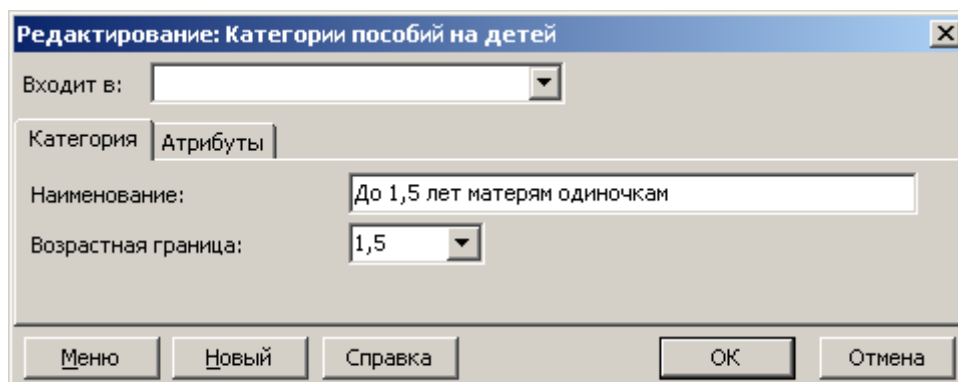 Редактирование: Категории пособий на детей
Входит в:
Категория Атрибуты
Наименование: До 1,5 лет матерям одиночкам
Возрастная граница: 1,5
Меню Новый Справка ОК Отмена